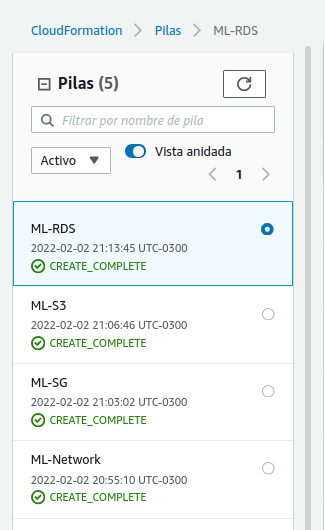 CloudFormation > Pilas > ML-RDS
Pilas (5)
Filtrar por nombre de pila
Activo
Vista anidada
1
ML-RDS
2022-02-02 21:13:45 UTC-0300
CREATE_COMPLETE
ML-S3
2022-02-02 21:06:46 UTC-0300
CREATE_COMPLETE
ML-SG
2022-02-02 21:03:02 UTC-0300
CREATE_COMPLETE
ML-Network
2022-02-02 20:55:10 UTC-0300
CREATE_COMPLETE